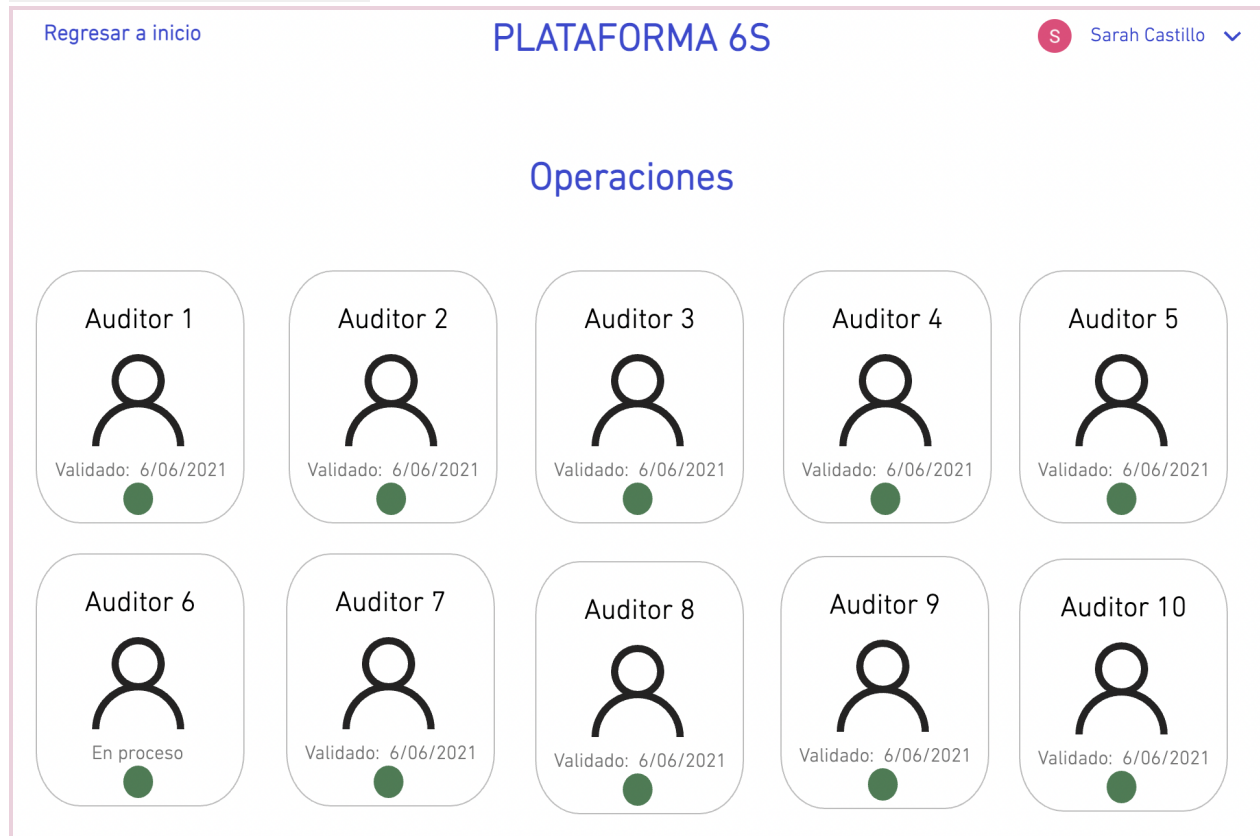 Regresar a inicio
PLATAFORMA 6S
S
Sarah Castillo
Operaciones
Auditor 1
Validado: 6/06/2021
Auditor 2
Validado: 6/06/2021
Auditor 3
Validado: 6/06/2021
Auditor 4
Validado: 6/06/2021
Auditor 5
Validado: 6/06/2021
Auditor 6
En proceso
Auditor 7
Validado: 6/06/2021
Auditor 8
Validado: 6/06/2021
Auditor 9
Validado: 6/06/2021
Auditor 10
Validado: 6/06/2021